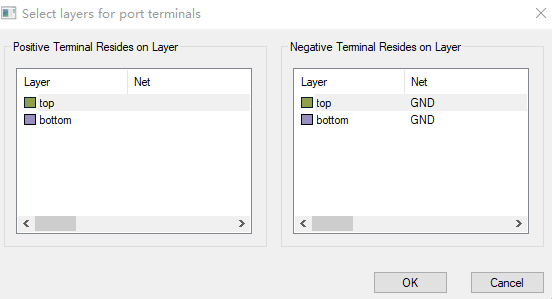 Select layers for port terminals
Positive Terminal Resides on Layer
Layer Net
top
bottom
Negative Terminal Resides on Layer
Layer Net
top GND
bottom GND
OK Cancel